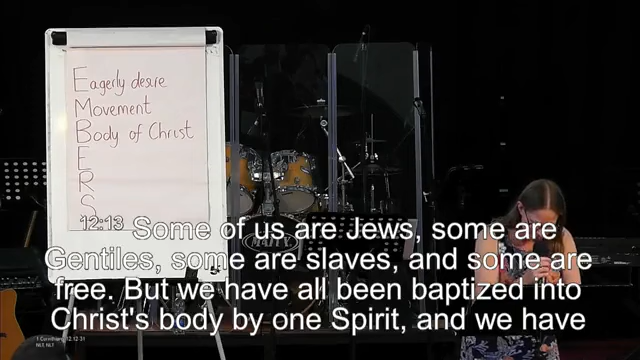 Eagerly desire
Movement
Body of Christ
E
R
S
12:13 Some of us are Jews, some are
Gentiles, some are slaves, and some are
free. But we have all been baptized into
Christ's body by one Spirit, and we have
1 Corinthians 12:12-31
NLT, NLT